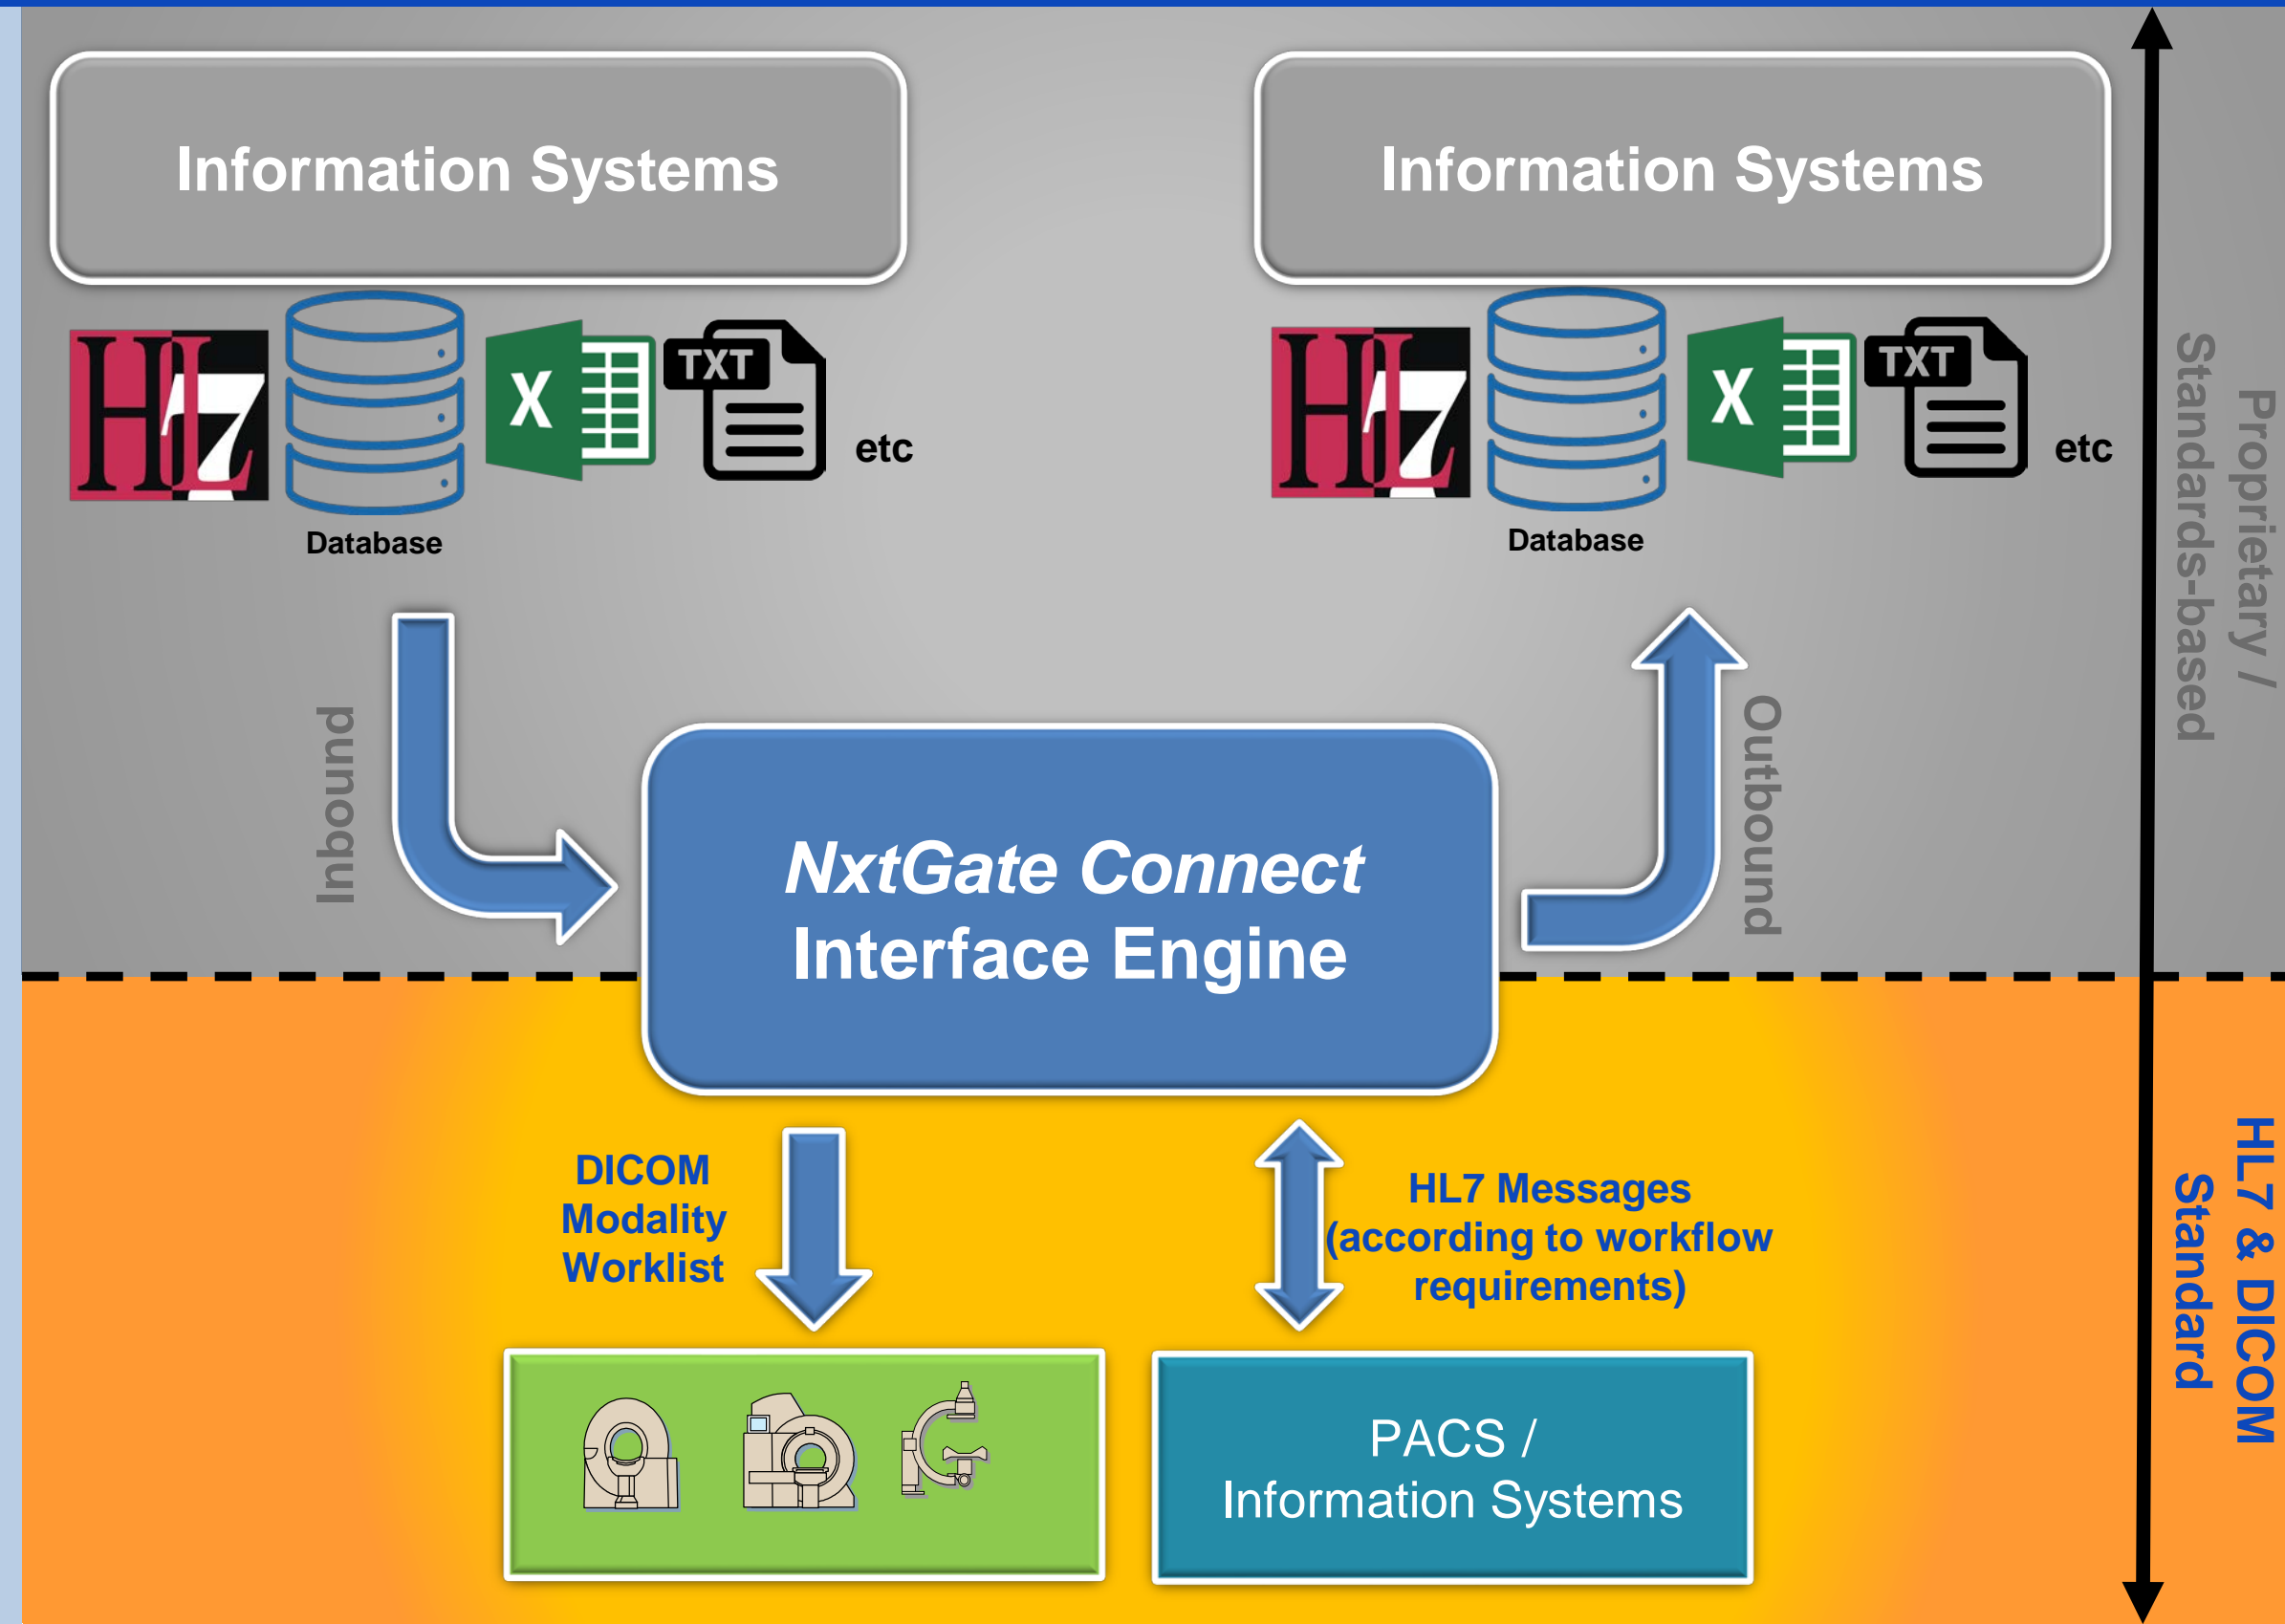 Information Systems
Information Systems
HL7
X
TXT
etc
Database
HL7
X
TXT
etc
Database
Proprietary /
Standards-based
Inbound
Outbound
NxtGate Connect
Interface Engine
DICOM
Modality
Worklist
HL7 Messages
(according to workflow
requirements)
HL7 & DICOM
Standard
PACS /
Information Systems